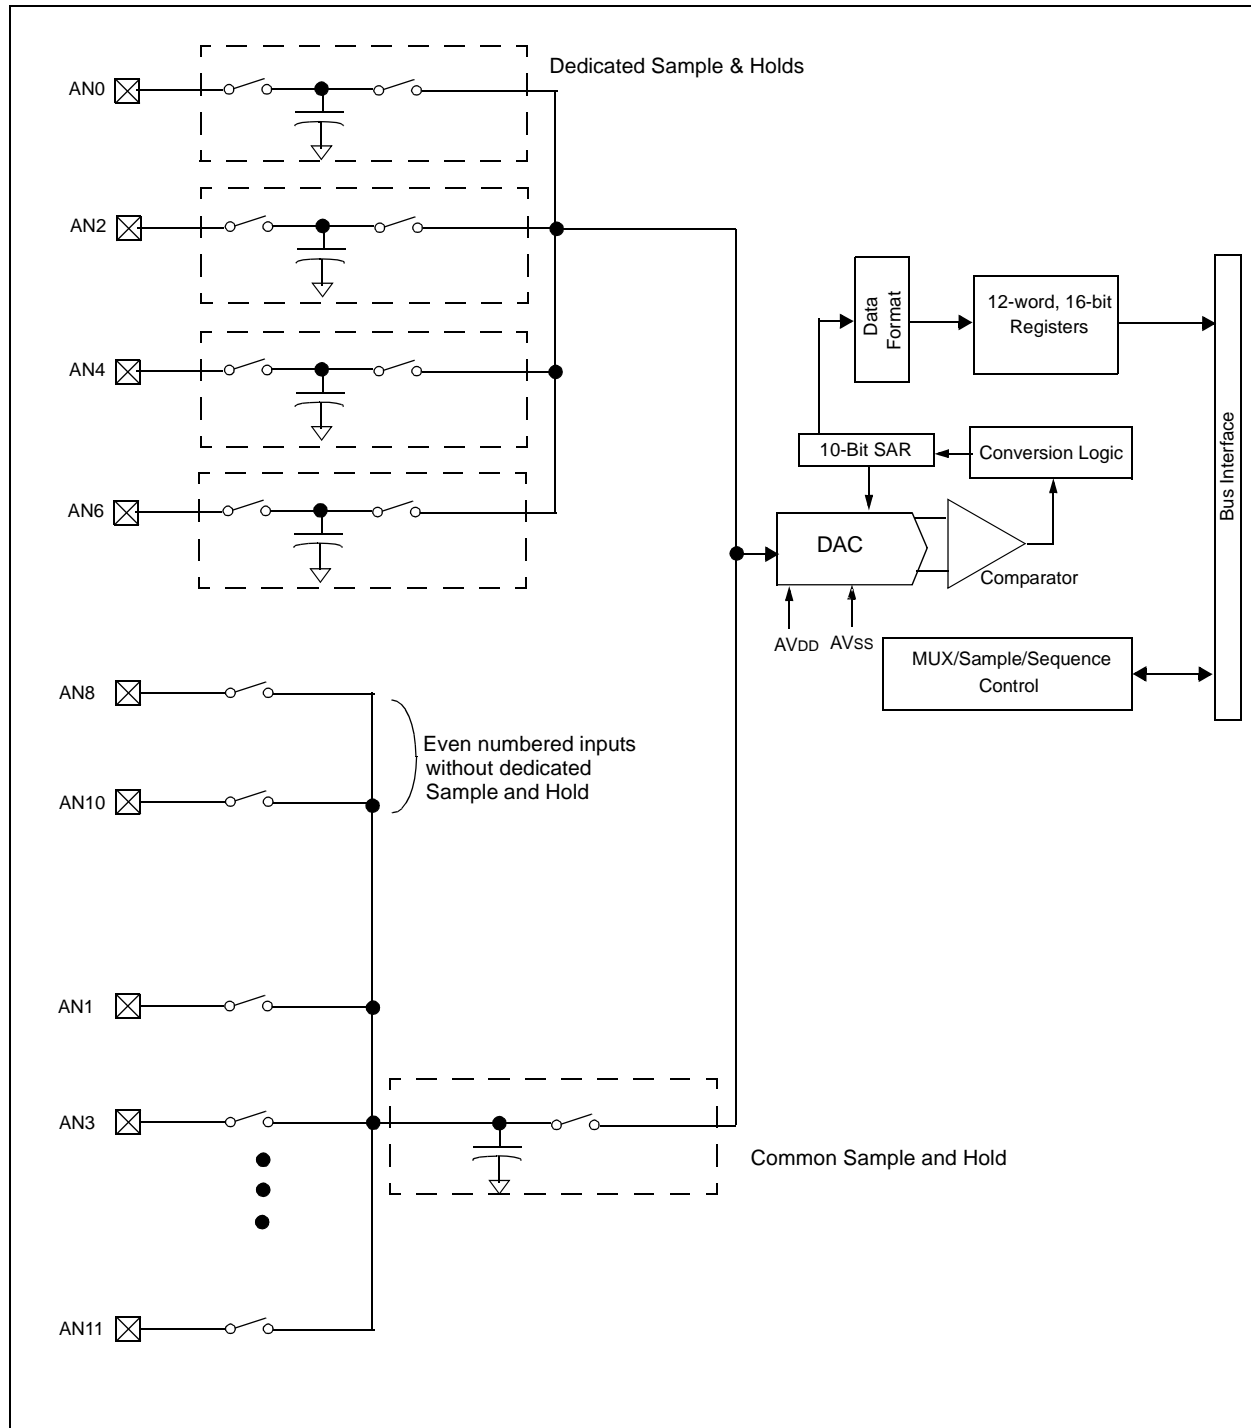 Dedicated Sample & Holds
AN0
AN2
AN4
AN6
Data
Format
12-word, 16-bit
Registers
Bus Interface
10-Bit SAR
Conversion Logic
DAC
Comparator
AVDD
AVSS
MUX/Sample/Sequence
Control
AN8
Even numbered inputs
without dedicated
Sample and Hold
AN10
AN1
AN3
Common Sample and Hold
AN11